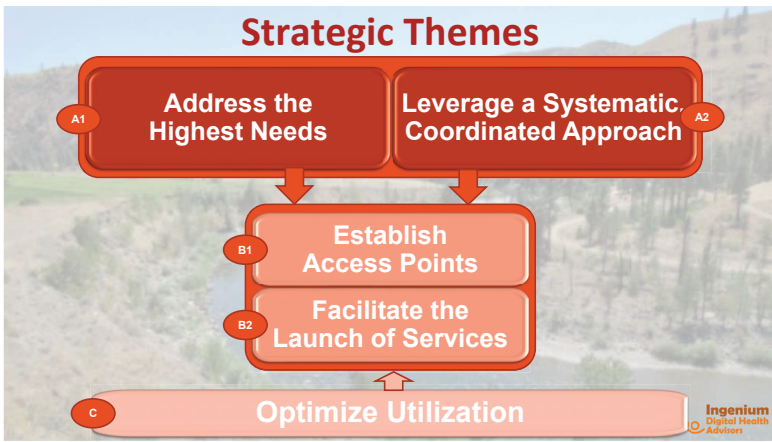 Strategic Themes
A1
Address the
Highest Needs
Leverage a Systematic,
Coordinated Approach
A2
B1
Establish
Access Points
B2
Facilitate the
Launch of Services
C
Optimize Utilization
Ingenium
Digital Health
Advisors